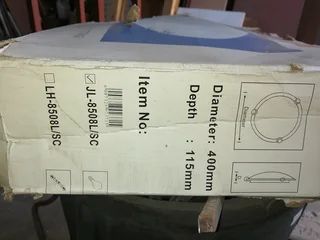 Diameter: 400mm
Depth : 115mm
Item No:
JL-8508L/SC
LH-8508L/SC